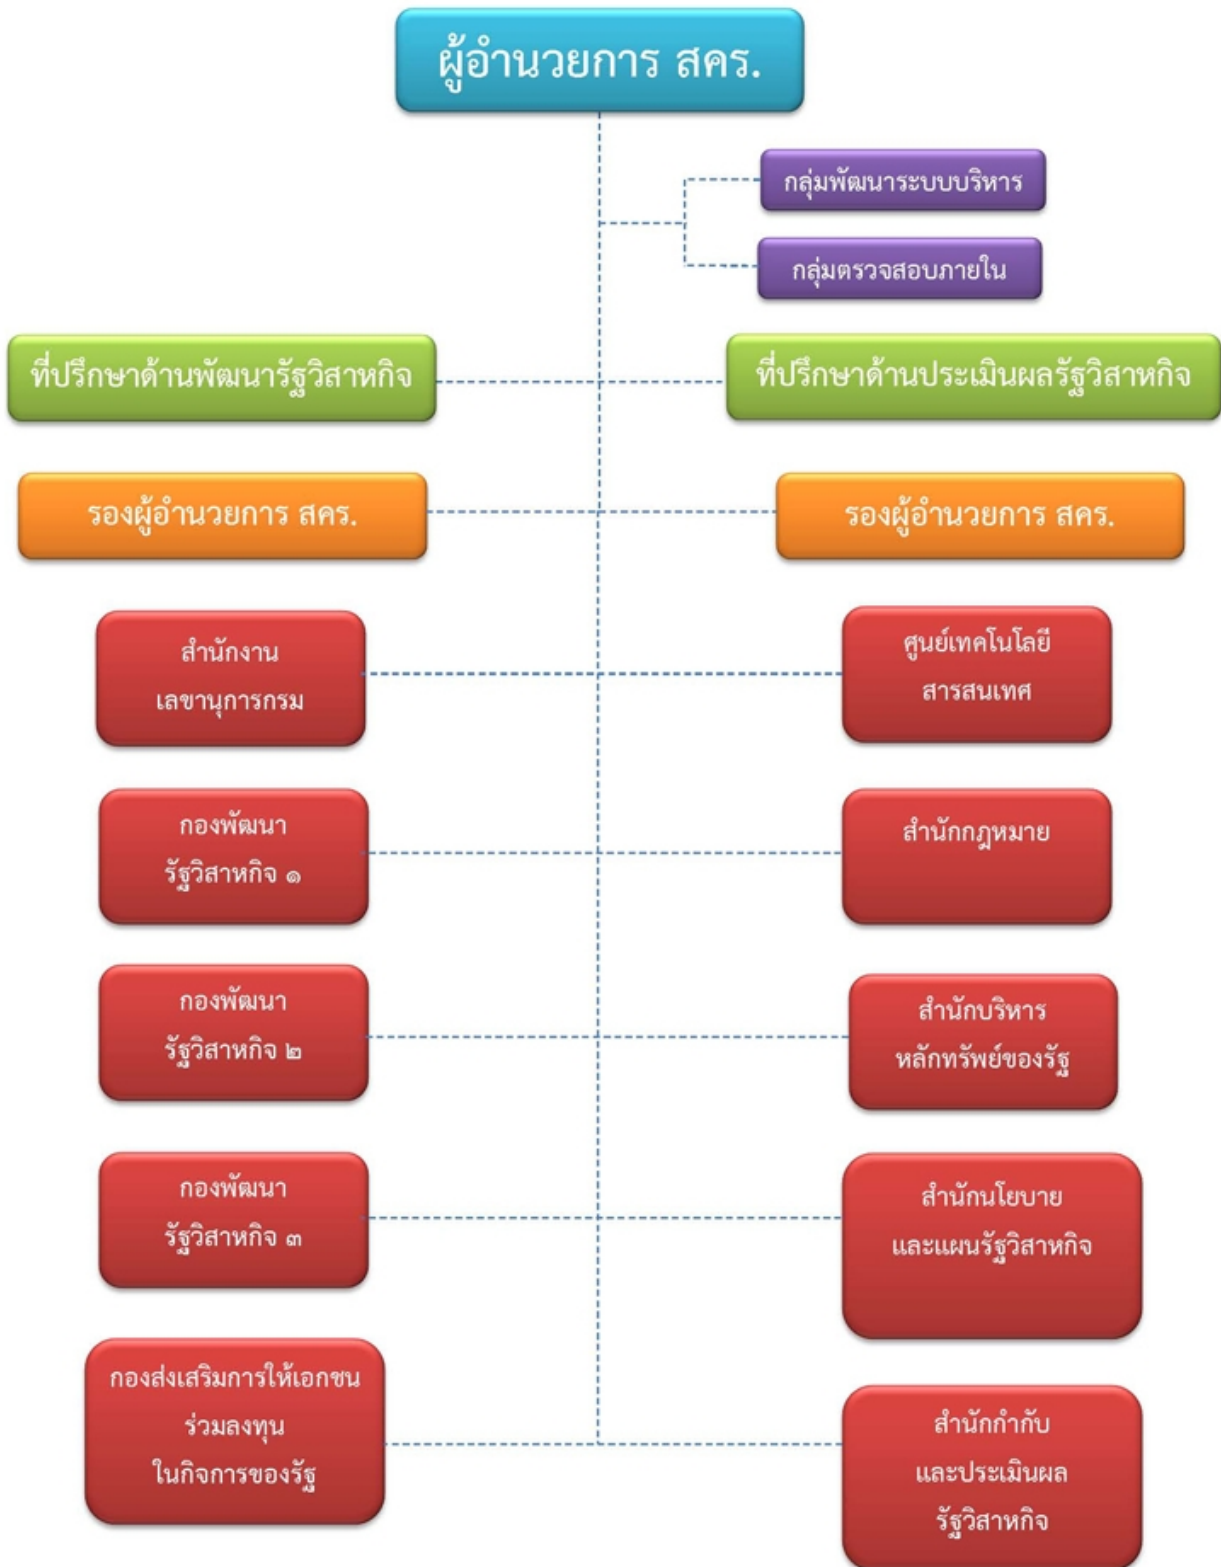 ผู้อำนวยการ สคร.
กลุ่มพัฒนาระบบบริหาร
กลุ่มตรวจสอบภายใน
ที่ปรึกษาด้านพัฒนารัฐวิสาหกิจ
ที่ปรึกษาด้านประเมินผลรัฐวิสาหกิจ
รองผู้อำนวยการ สคร.
รองผู้อำนวยการ สคร.
สำนักงาน
เลขานุการกรม
ศูนย์เทคโนโลยี
สารสนเทศ
กองพัฒนา
รัฐวิสาหกิจ ๑
สำนักกฎหมาย
กองพัฒนา
รัฐวิสาหกิจ ๒
สำนักบริหาร
หลักทรัพย์ของรัฐ
กองพัฒนา
รัฐวิสาหกิจ ๓
สำนักนโยบาย
และแผนรัฐวิสาหกิจ
กองส่งเสริมการให้เอกชน
ร่วมลงทุน
ในกิจการของรัฐ
สำนักกำกับ
และประเมินผล
รัฐวิสาหกิจ